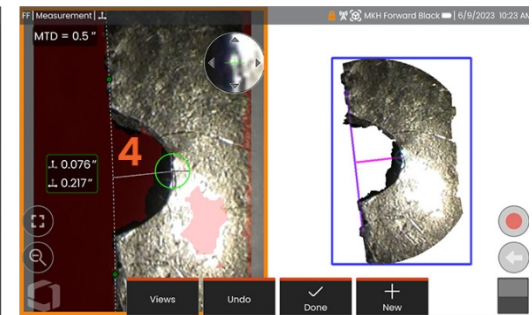 FF | Measurement |
MKH Forward Black | 6/9/2023 10:23 AM
MTD = 0.5 "
4
0.076 "
0.217 "
Views
Undo
Done
New